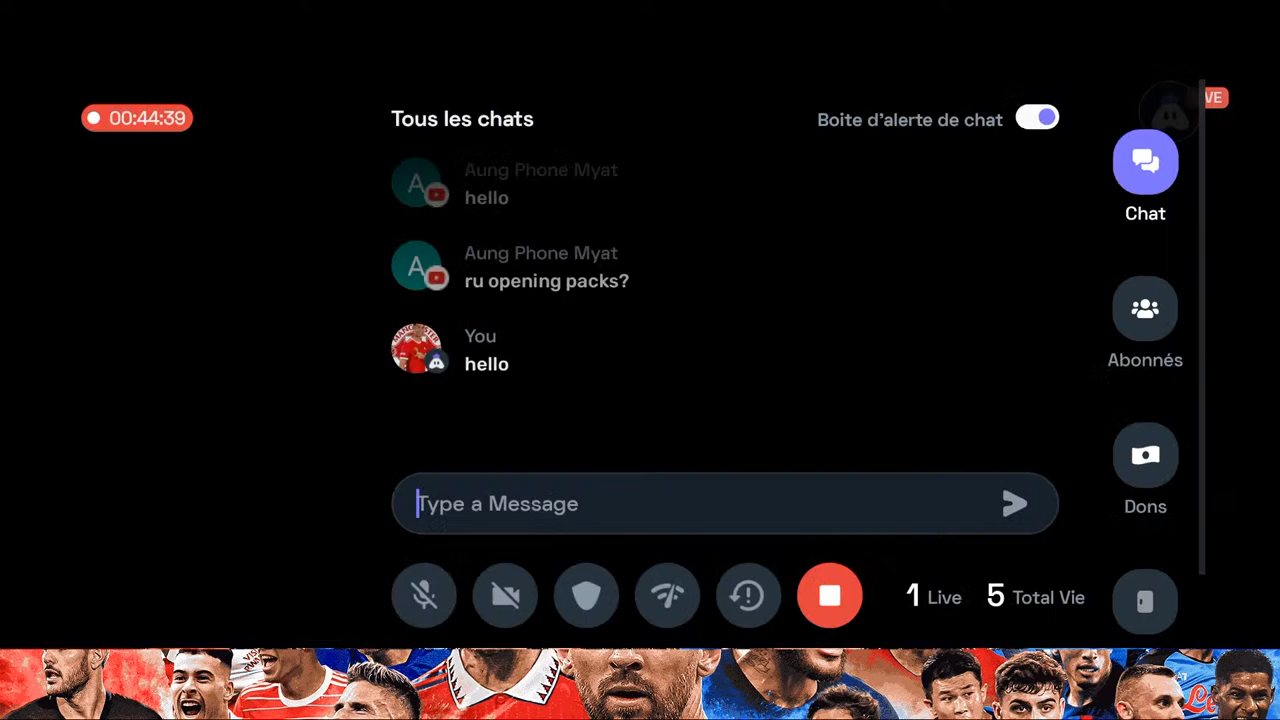 00:44:39
Tous les chats
Boite d'alerte de chat
VE
Aung Phone Myat
hello
Aung Phone Myat
ru opening packs?
You
hello
Type a Message
1 Live
5 Total Vie
Chat
Abonnés
Dons